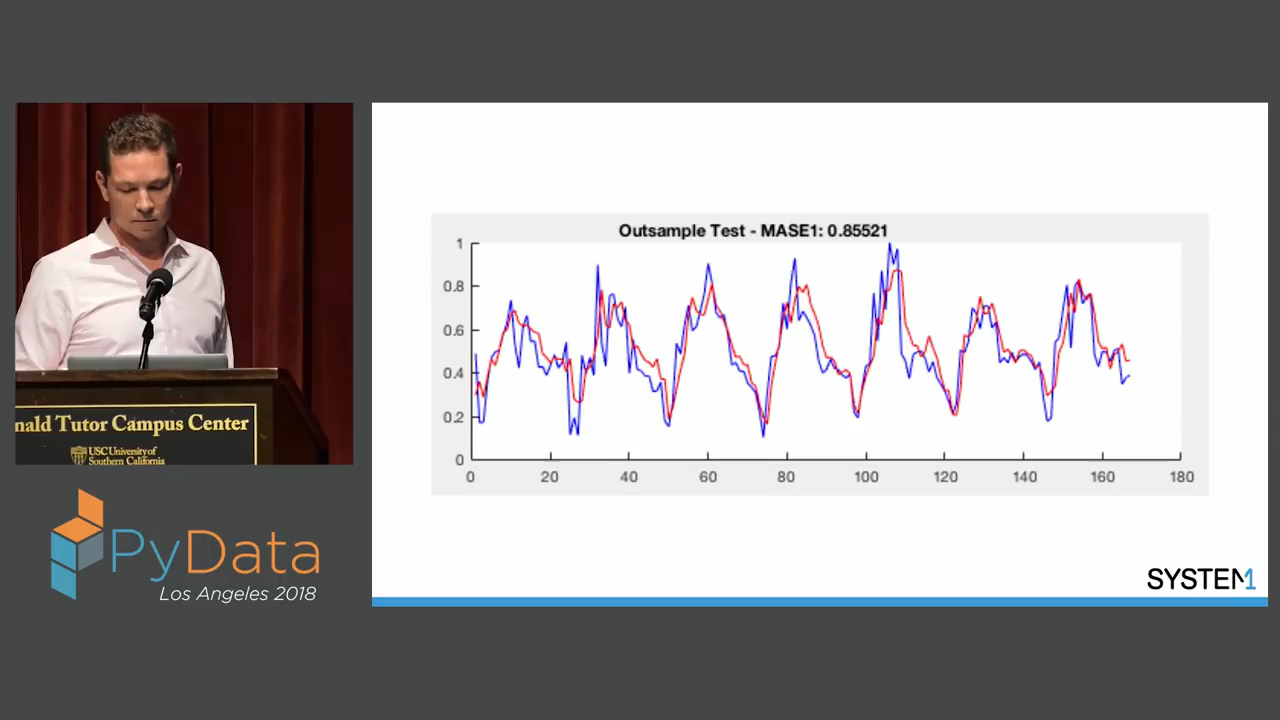 nald Tutor Campus Center
USC University of
Southern California
PyData
Los Angeles 2018
Outsample Test - MASE1: 0.85521
1
0.8
0.6
0.4
0.2
0
0 20 40 60 80 100 120 140 160 180
SYSTEM1